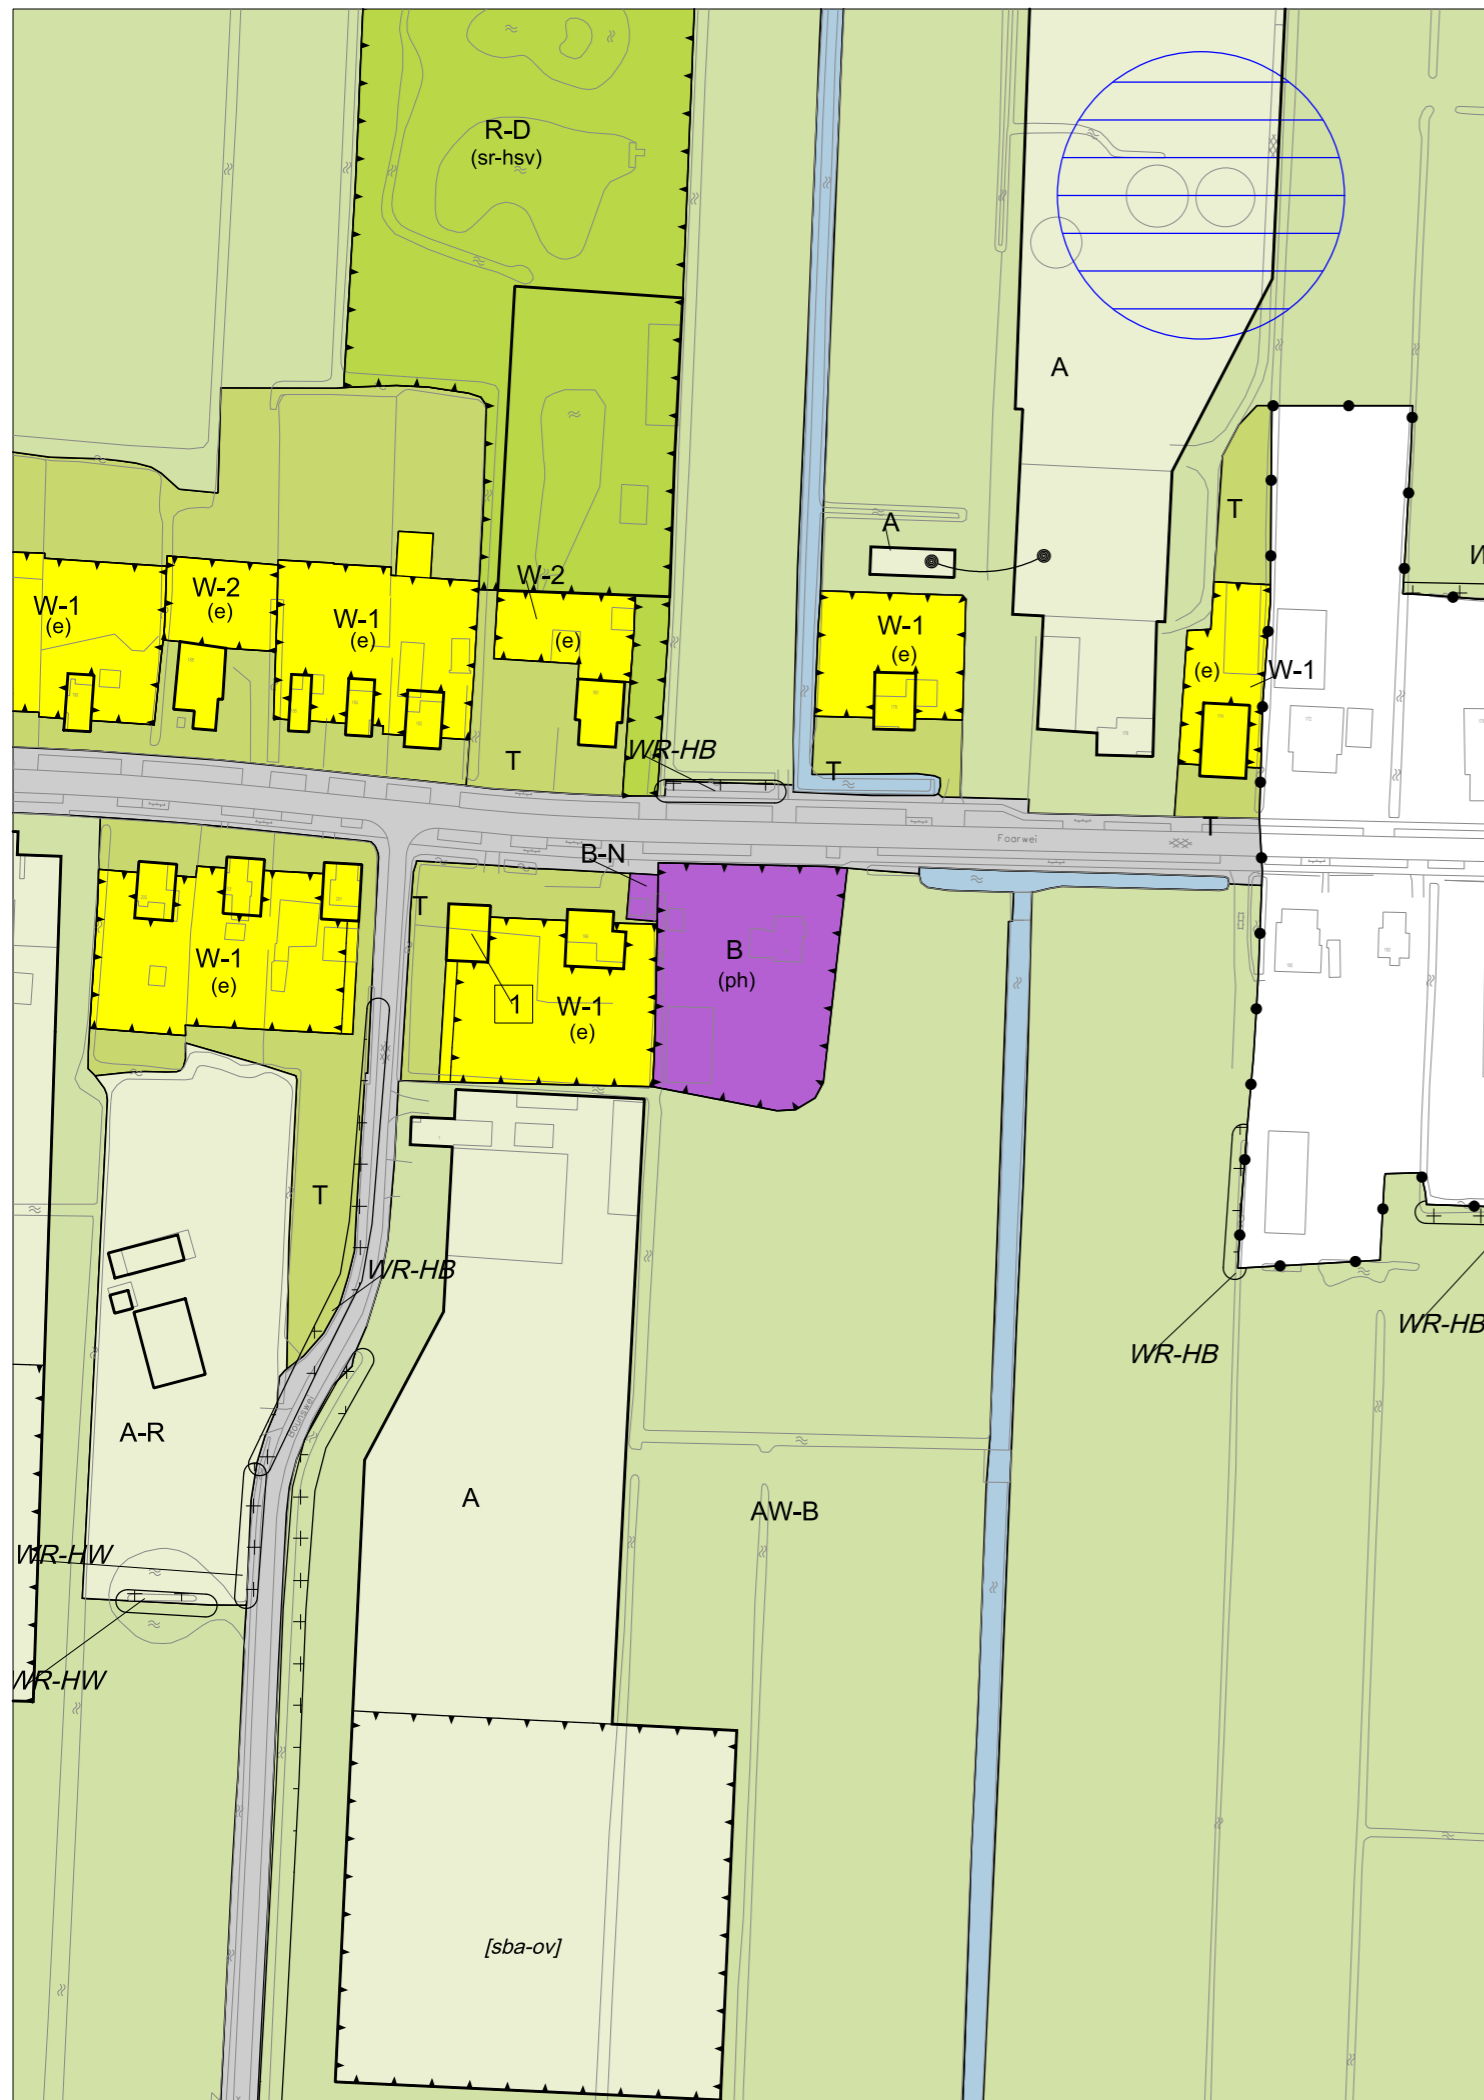 R-D
(sr-hsv)
A
A
T
W
W-2
W-2
(e)
W-1
(e)
W-1
(e)
(e)
W-1
(e)
(e)
W-1
T
WR-HB
T
T
Foarwei
B-N
T
B
(ph)
W-1
(e)
1
W-1
(e)
T
WR-HB
WR-HB
WR-HB
A-R
Bounswei
A
AW-B
WR-HW
WR-HW
[sba-ov]